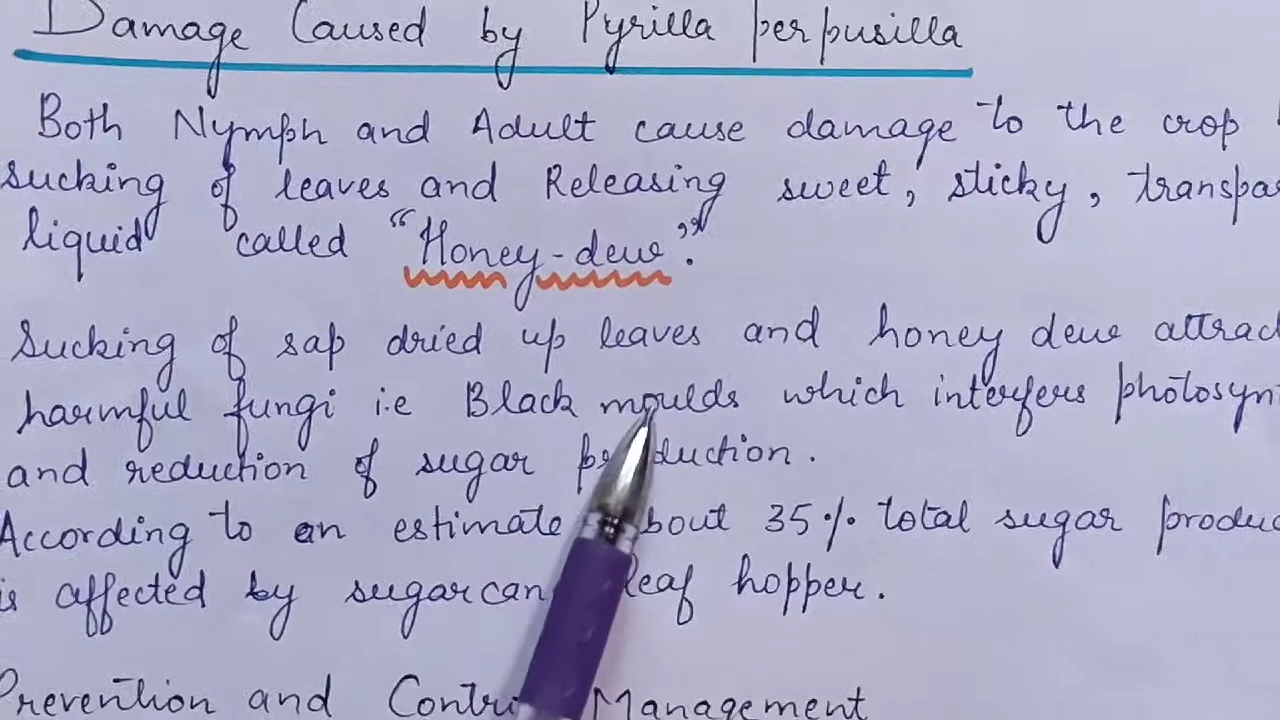 Damage Caused by Pyrilla perpusilla
Both Nymph and Adult cause damage to the crop
sucking of leaves and Releasing sweet, sticky, transpa
liquid called "Honey-dew".
Sucking of sap dried up leaves and honey dew attrac
harmful fungi i.e Black moulds which interfers photosyn
and reduction of sugar production.
According to an estimate about 35% total sugar produc
is affected by sugarcan leaf hopper.
Prevention and Contr Management